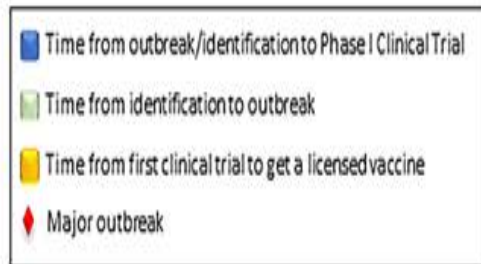 Time from outbreak/identification to Phase I Clinical Trial
Time from identification to outbreak
Time from first clinical trial to get a licensed vaccine
Major outbreak